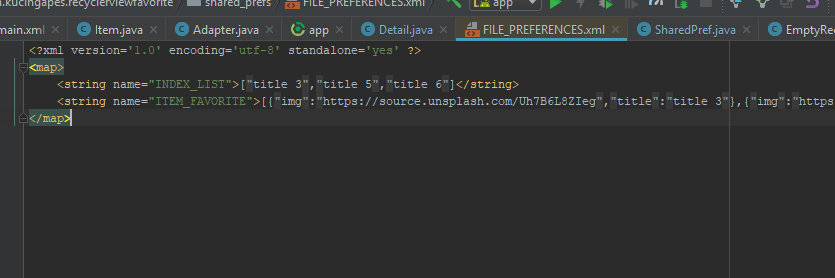 .kucingapes.recyclerviewfavorite shared_prefs FILE_PREFERENCES.xml app
main.xml Item.java Adapter.java app Detail.java FILE_PREFERENCES.xml SharedPref.java EmptyRe
<?xml version='1.0' encoding='utf-8' standalone='yes' ?>
<map>
<string name="INDEX_LIST">["title 3","title 5","title 6"]</string>
<string name="ITEM_FAVORITE">[{"img":"https://source.unsplash.com/Uh7B6L8ZIeg","title":"title 3"},{"img":"https
</map>